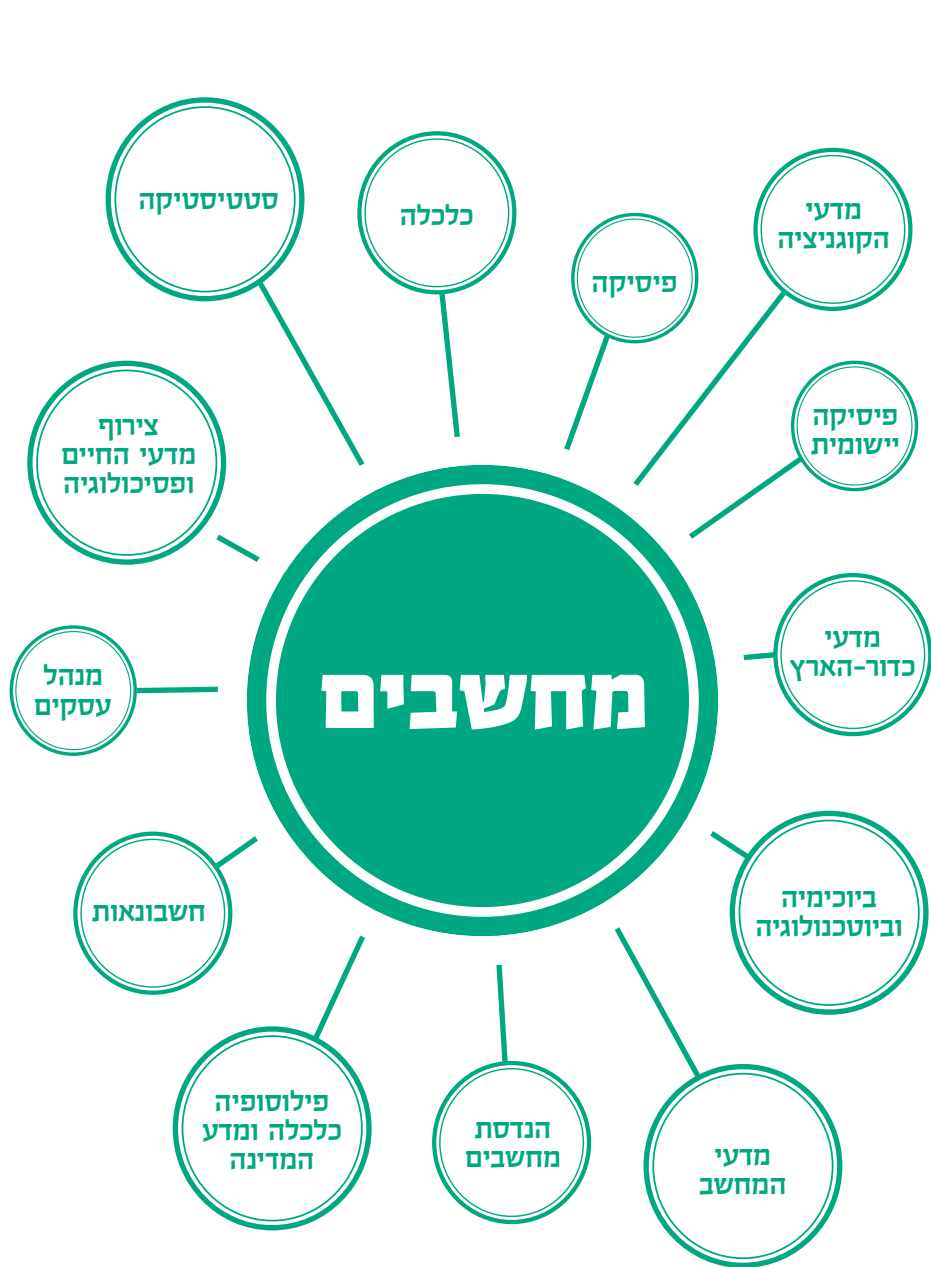 סטטיסטיקה
כלכלה
פיסיקה
מדעי
הקוגניציה
פיסיקה
יישומית
מדעי
כדור-הארץ
ביוכימיה
וביוטכנולוגיה
מדעי
המחשב
הנדסת
מחשבים
פילוסופיה
כלכלה ומדע
המדינה
חשבונאות
מנהל
עסקים
צירוף
מדעי החיים
ופסיכולוגיה
מחשבים